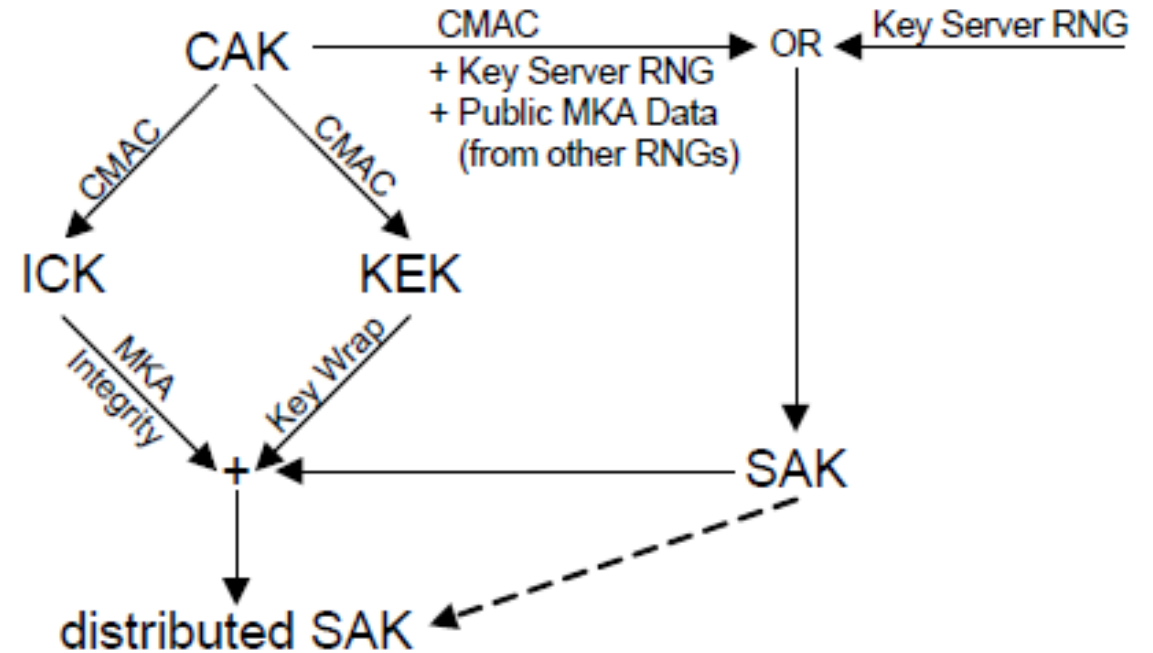 CMAC
Key Server RNG
CAK
OR
+ Key Server RNG
+ Public MKA Data
(from other RNGs)
CMAC
CMAC
ICK
KEK
MKA
Integrity
Key Wrap
+
SAK
distributed SAK